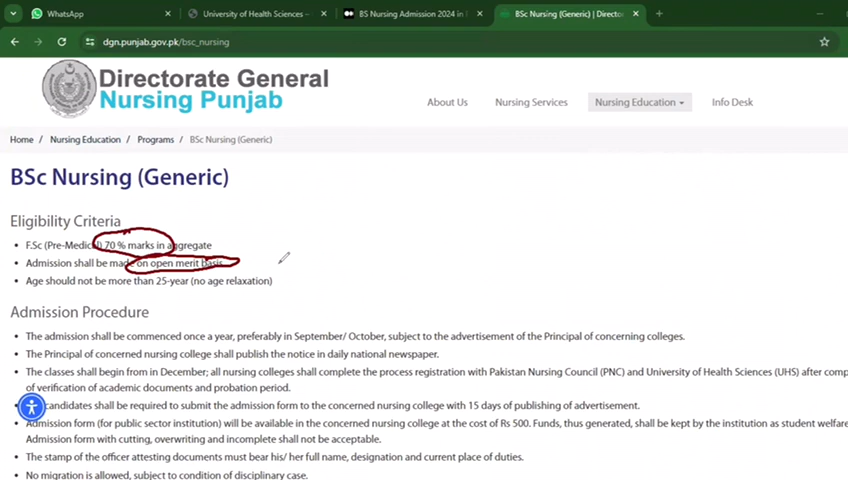 WhatsApp
University of Health Sciences -
BS Nursing Admission 2024 in
BSc Nursing (Generic) | Director
dgn.punjab.gov.pk/bsc_nursing
Directorate General
Nursing Punjab
About Us
Nursing Services
Nursing Education
Info Desk
Home / Nursing Education / Programs / BSc Nursing (Generic)
BSc Nursing (Generic)
Eligibility Criteria
F.Sc (Pre-Medical) 70 % marks in aggregate
Admission shall be made on open merit basis
Age should not be more than 25-year (no age relaxation)
Admission Procedure
The admission shall be commenced once a year, preferably in September/ October, subject to the advertisement of the Principal of concerning colleges.
The Principal of concerned nursing college shall publish the notice in daily national newspaper.
The classes shall begin from in December; all nursing colleges shall complete the process registration with Pakistan Nursing Council (PNC) and University of Health Sciences (UHS) after comp
of verification of academic documents and probation period.
candidates shall be required to submit the admission form to the concerned nursing college with 15 days of publishing of advertisement.
Admission form (for public sector institution) will be available in the concerned nursing college at the cost of Rs 500. Funds, thus generated, shall be kept by the institution as student welfare
Admission form with cutting, overwriting and incomplete shall not be acceptable.
The stamp of the officer attesting documents must bear his/ her full name, designation and current place of duties.
No migration is allowed, subject to condition of disciplinary case.